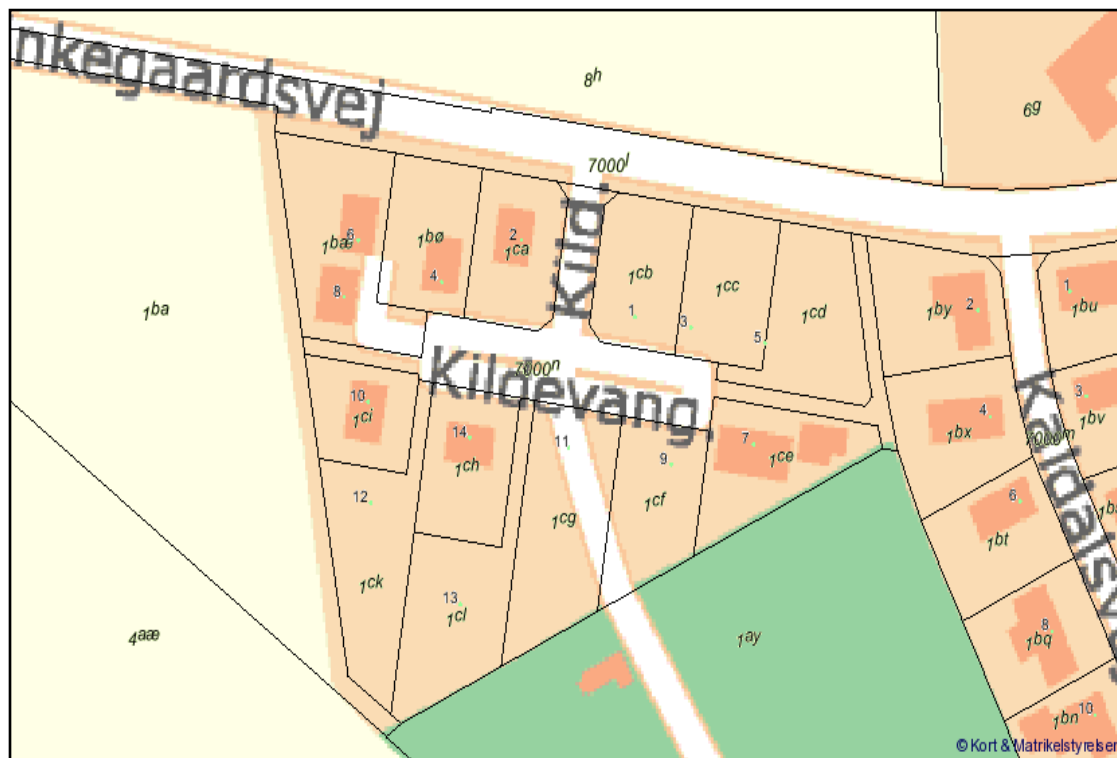 nkegaardsvej
8h
6g
7000l
Kild.
6
1bæ
8
1bø
4
2
1ca
1cb
1
3
1cc
5
1cd
1by
2
1
1bu
1ba
7000n
Kildevang.
10
1ci
14
1ch
11
9
7
1ce
1bx
4
3
1bv
Kaldalsve
12
1cg
1cf
6
1bt
1ck
13
1cl
4aæ
1ay
8
1bq
1bn
10
© Kort & Matrikelstyrelsen